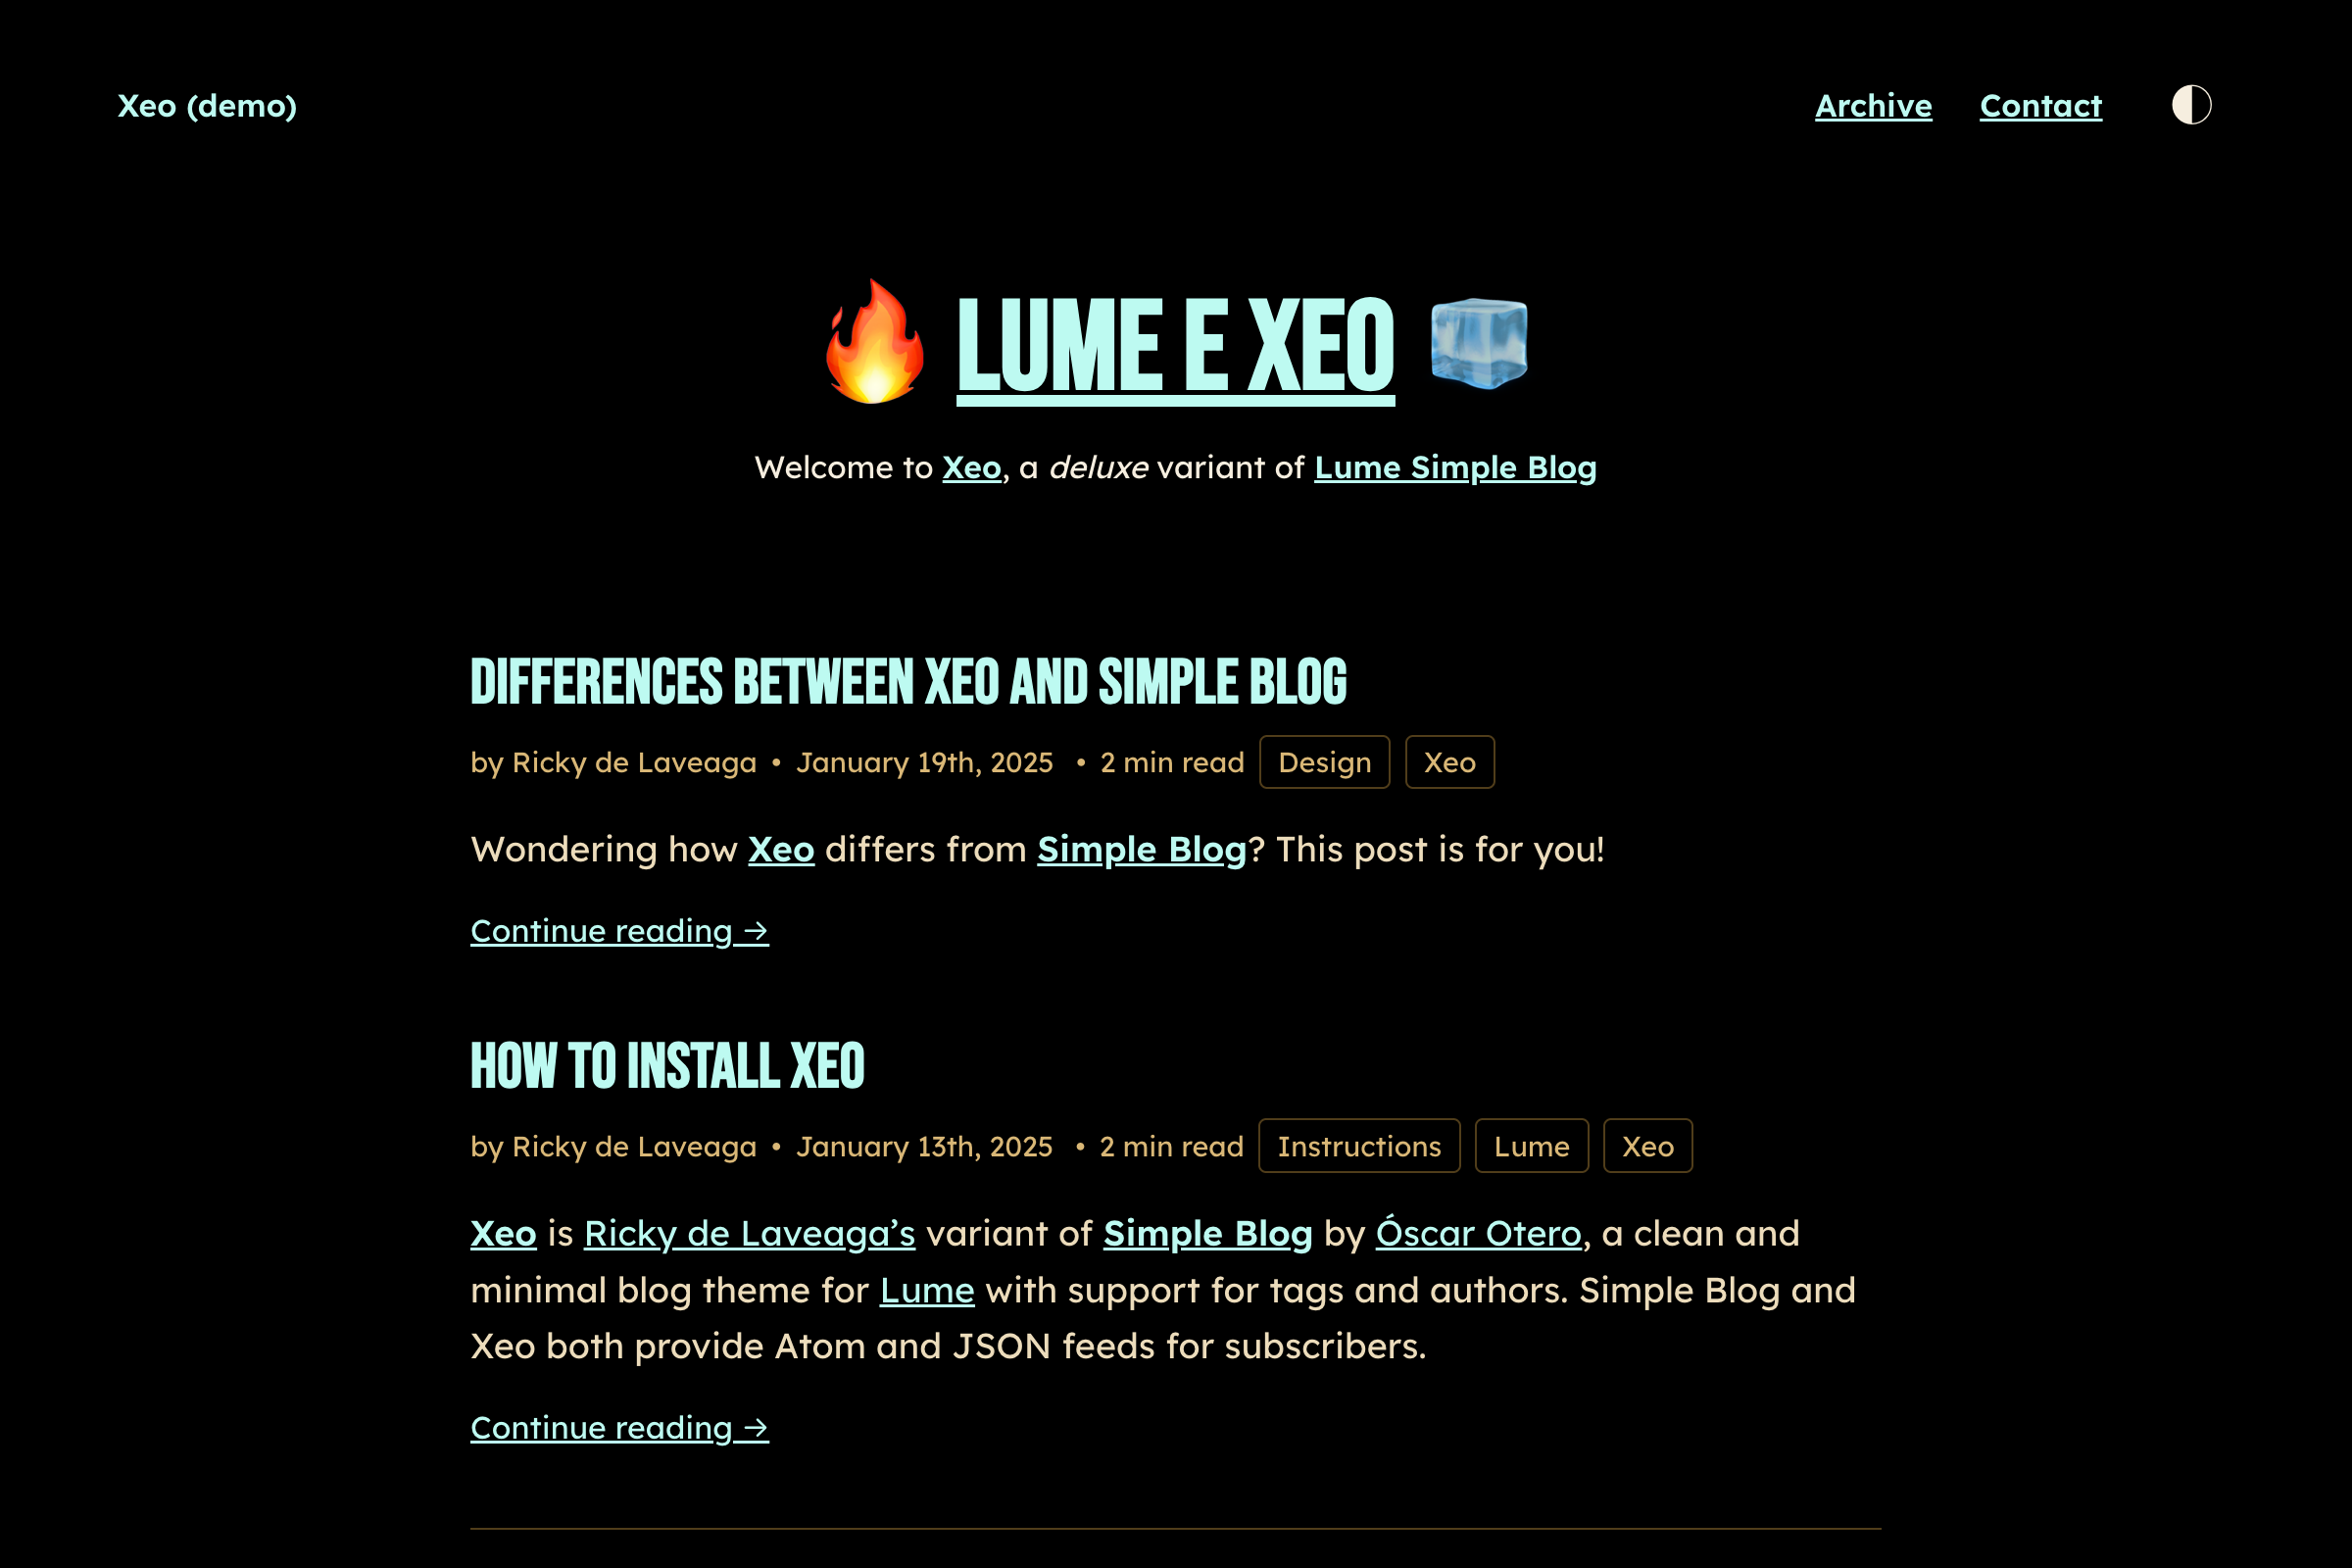 Xeo (demo)
Archive Contact
LUME E XEO
Welcome to Xeo, a deluxe variant of Lume Simple Blog
DIFFERENCES BETWEEN XEO AND SIMPLE BLOG
by Ricky de Laveaga • January 19th, 2025 • 2 min read Design Xeo
Wondering how Xeo differs from Simple Blog? This post is for you!
Continue reading →
HOW TO INSTALL XEO
by Ricky de Laveaga • January 13th, 2025 • 2 min read Instructions Lume Xeo
Xeo is Ricky de Laveaga’s variant of Simple Blog by Óscar Otero, a clean and
minimal blog theme for Lume with support for tags and authors. Simple Blog and
Xeo both provide Atom and JSON feeds for subscribers.
Continue reading →